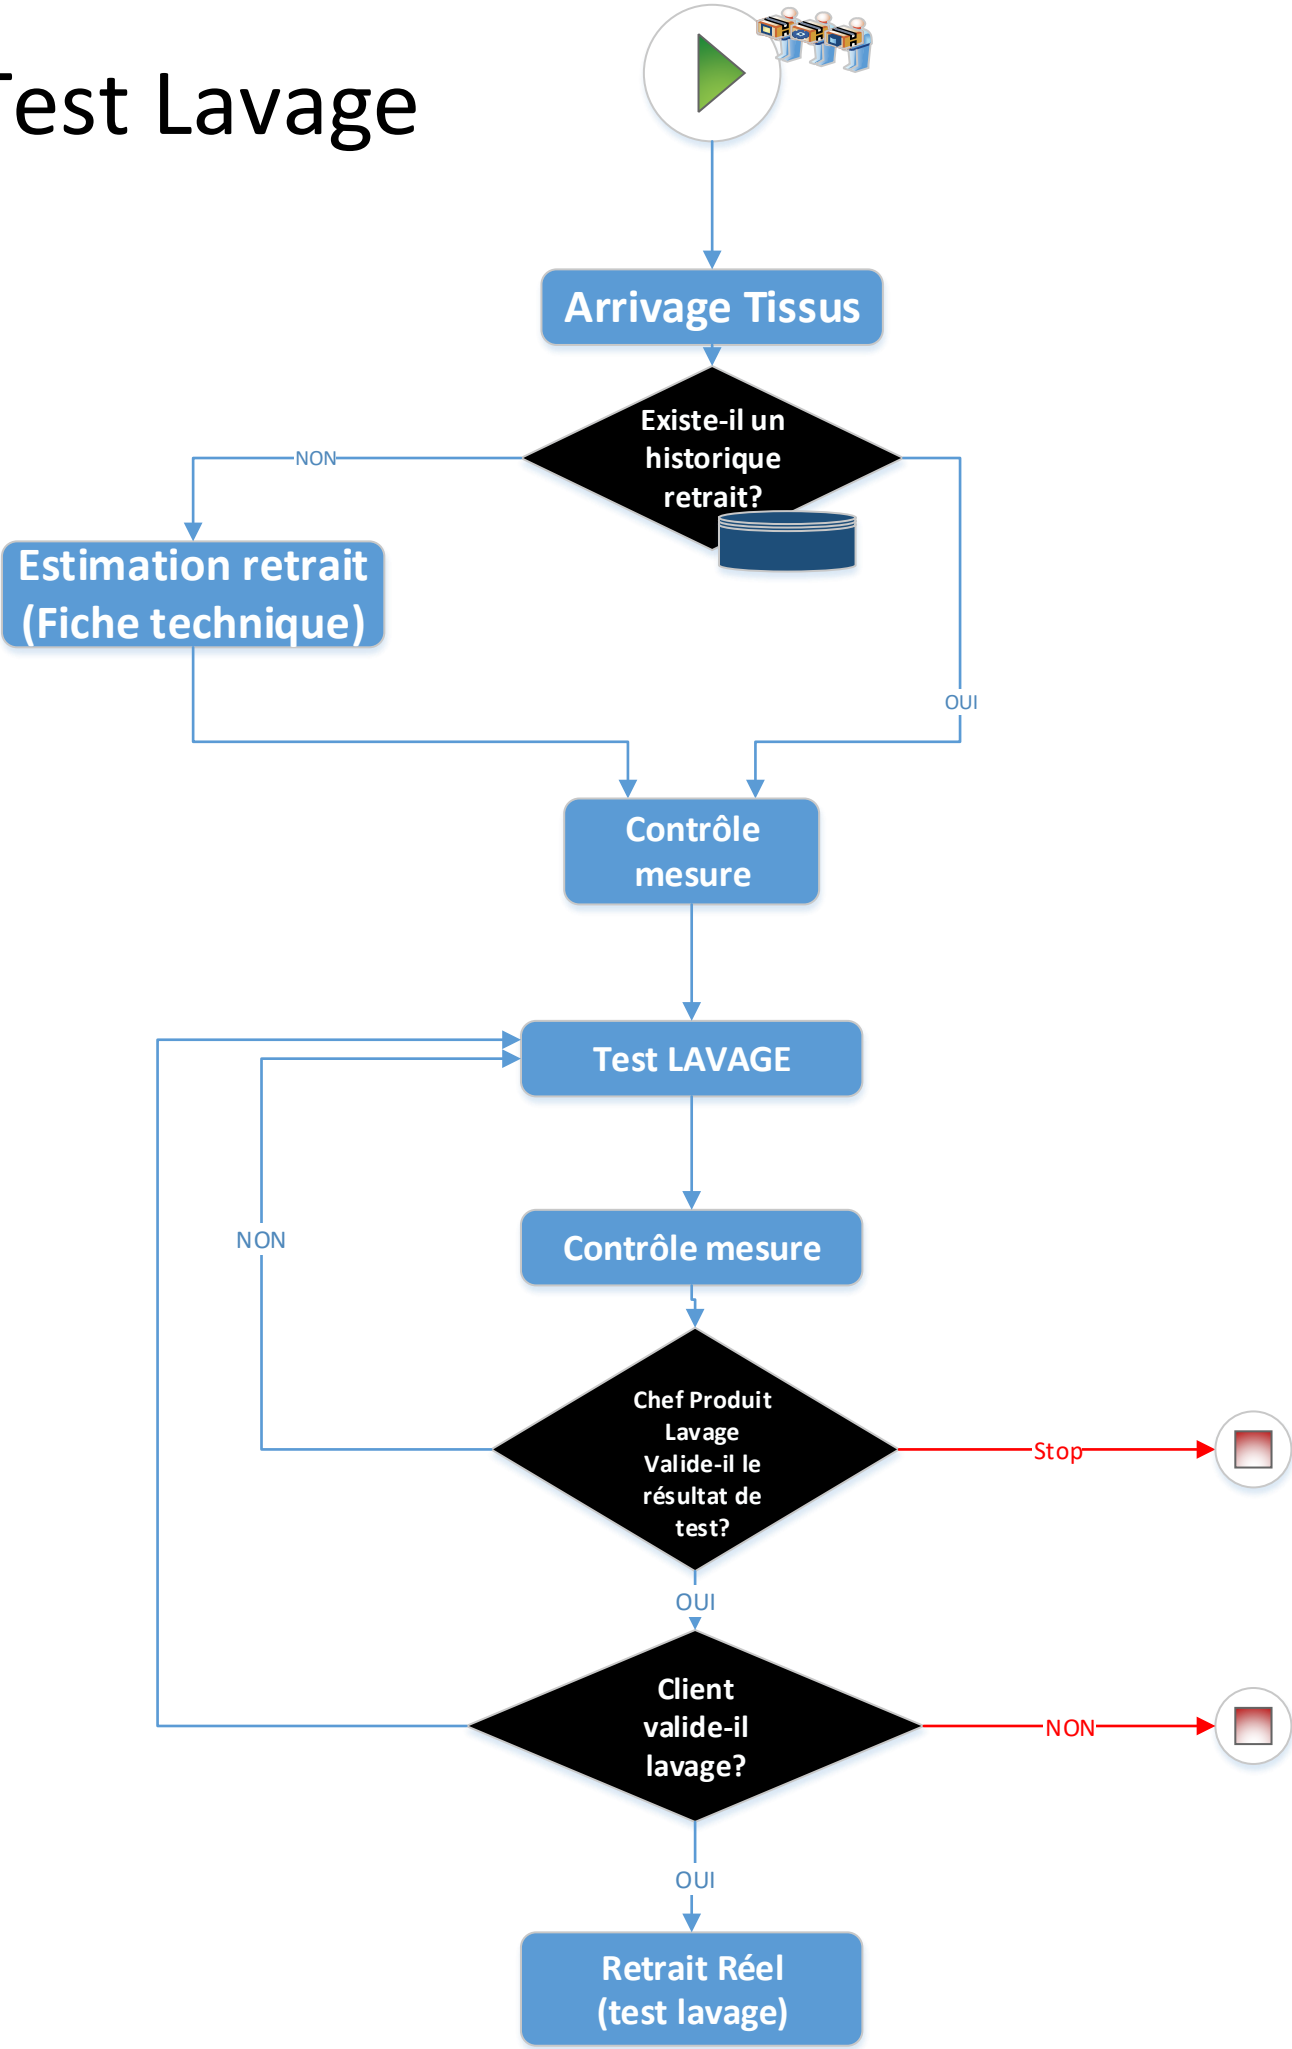 Test Lavage
Arrivage Tissus
Existe-il un
historique
retrait?
NON
OUI
Estimation retrait
(Fiche technique)
Contrôle
mesure
Test LAVAGE
NON
Contrôle mesure
Chef Produit
Lavage
Valide-il le
résultat de
test?
Stop
OUI
Client
valide-il
lavage?
NON
OUI
Retrait Réel
(test lavage)